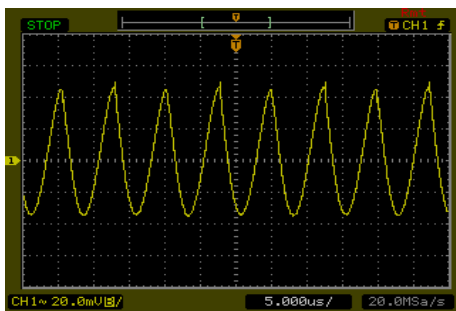 STOP
T
T CH1
T
1
CH1~ 20.0mV B/
5.000us/
20.0MSa/s